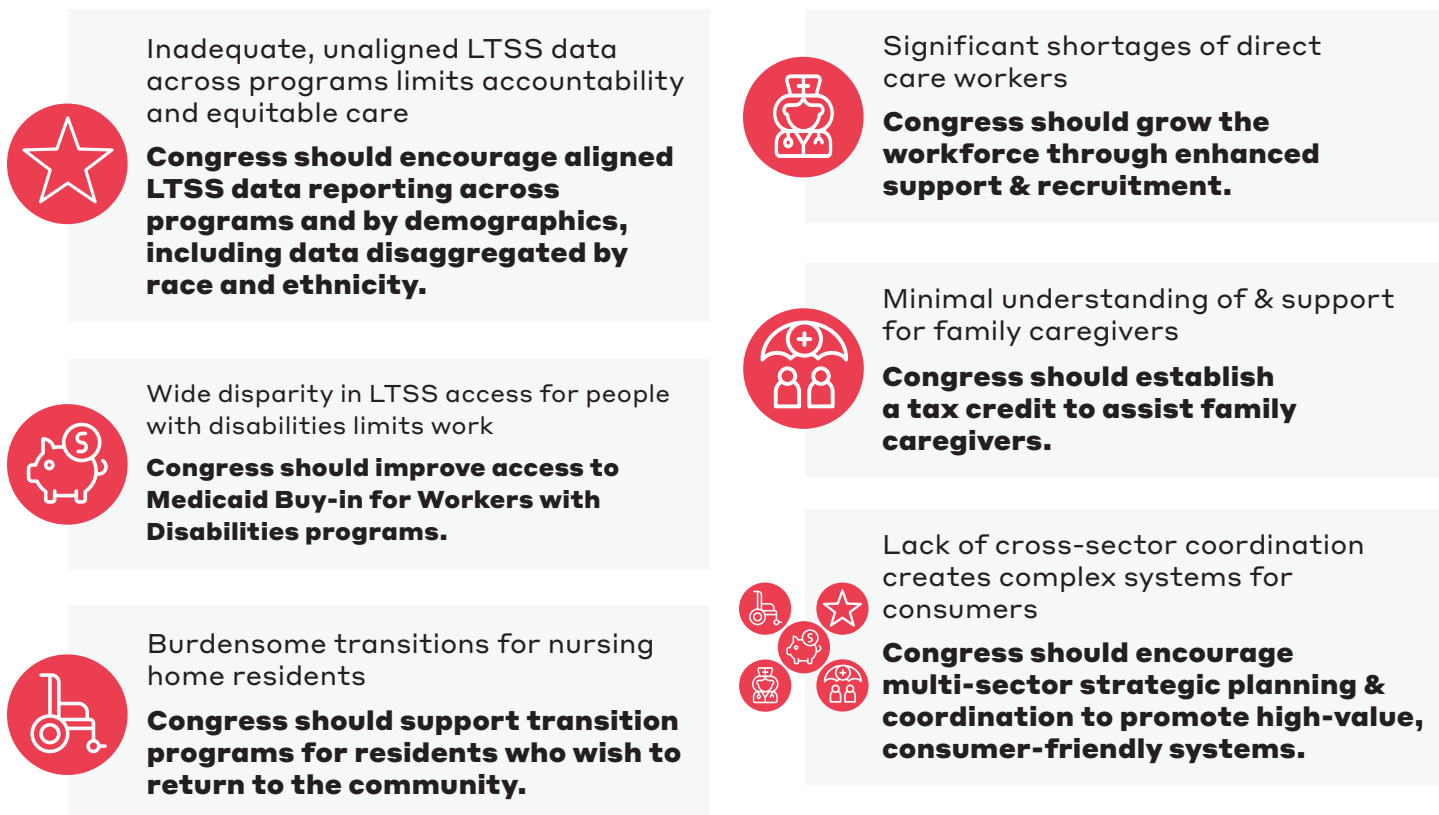 Inadequate, unaligned LTSS data
across programs limits accountability
and equitable care
Congress should encourage aligned
LTSS data reporting across
programs and by demographics,
including data disaggregated by
race and ethnicity.
Wide disparity in LTSS access for people
with disabilities limits work
Congress should improve access to
Medicaid Buy-in for Workers with
Disabilities programs.
Burdensome transitions for nursing
home residents
Congress should support transition
programs for residents who wish to
return to the community.
Significant shortages of direct
care workers
Congress should grow the
workforce through enhanced
support & recruitment.
Minimal understanding of & support
for family caregivers
Congress should establish
a tax credit to assist family
caregivers.
Lack of cross-sector coordination
creates complex systems for
consumers
Congress should encourage
multi-sector strategic planning &
coordination to promote high-value,
consumer-friendly systems.